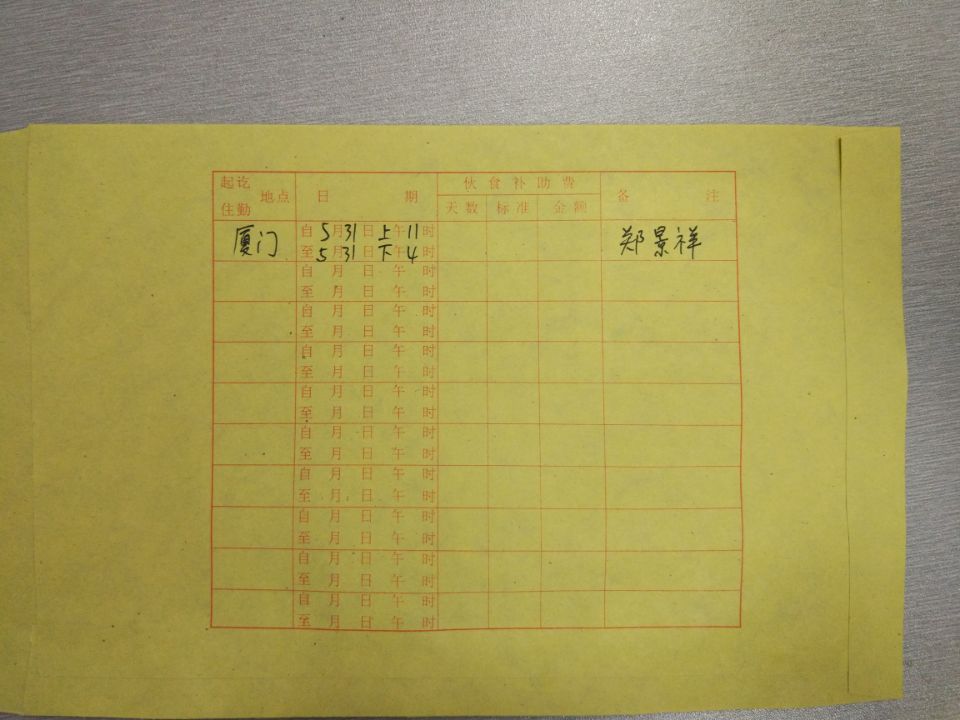 起讫 地点 日 期 伙食补助费 备 注
住勤 天数 标准 金额
厦门 自 5月31日上午11时 郑景祥
至 5月31日下午4时
自 月 日 午 时
至 月 日 午 时
自 月 日 午 时
至 月 日 午 时
自 月 日 午 时
至 月 日 午 时
自 月 日 午 时
至 月 日 午 时
自 月 日 午 时
至 月 日 午 时
自 月 日 午 时
至 月 日 午 时
自 月 日 午 时
至 月 日 午 时
自 月 日 午 时
至 月 日 午 时
自 月 日 午 时
至 月 日 午 时